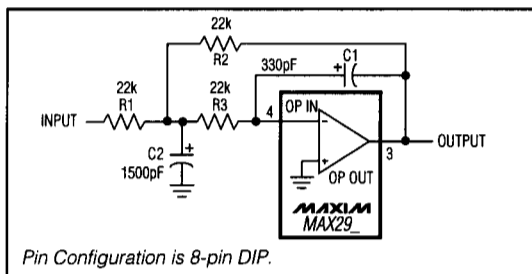 22k
R2
330pF
C1
+
22k
R1
22k
R3
4
OP IN
-
INPUT
OUTPUT
3
C2
+
1500pF
+
OP OUT
MAXIM
MAX29_
Pin Configuration is 8-pin DIP.